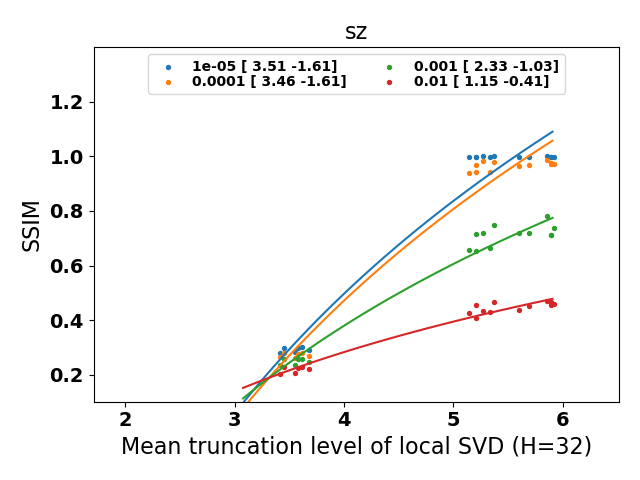 sz
1e-05 [ 3.51 -1.61]
0.0001 [ 3.46 -1.61]
0.001 [ 2.33 -1.03]
0.01 [ 1.15 -0.41]
1.2
1.0
0.8
0.6
0.4
0.2
SSIM
2 3 4 5 6
Mean truncation level of local SVD (H=32)